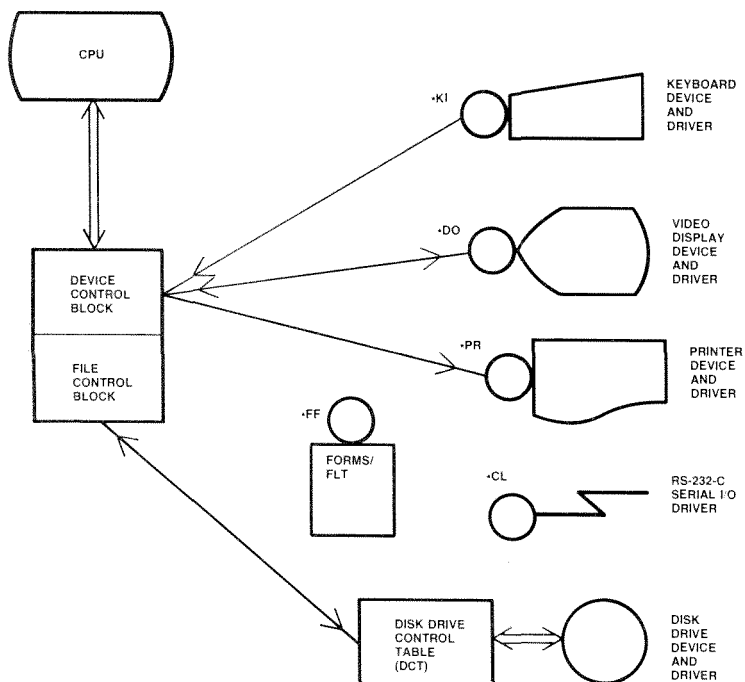 CPU
*KI
KEYBOARD
DEVICE
AND
DRIVER
*DO
VIDEO
DISPLAY
DEVICE
AND
DRIVER
DEVICE
CONTROL
BLOCK
FILE
CONTROL
BLOCK
*PR
PRINTER
DEVICE
AND
DRIVER
*FF
FORMS/
FLT
*CL
RS-232-C
SERIAL I/O
DRIVER
DISK DRIVE
CONTROL
TABLE
(DCT)
DISK
DRIVE
DEVICE
AND
DRIVER